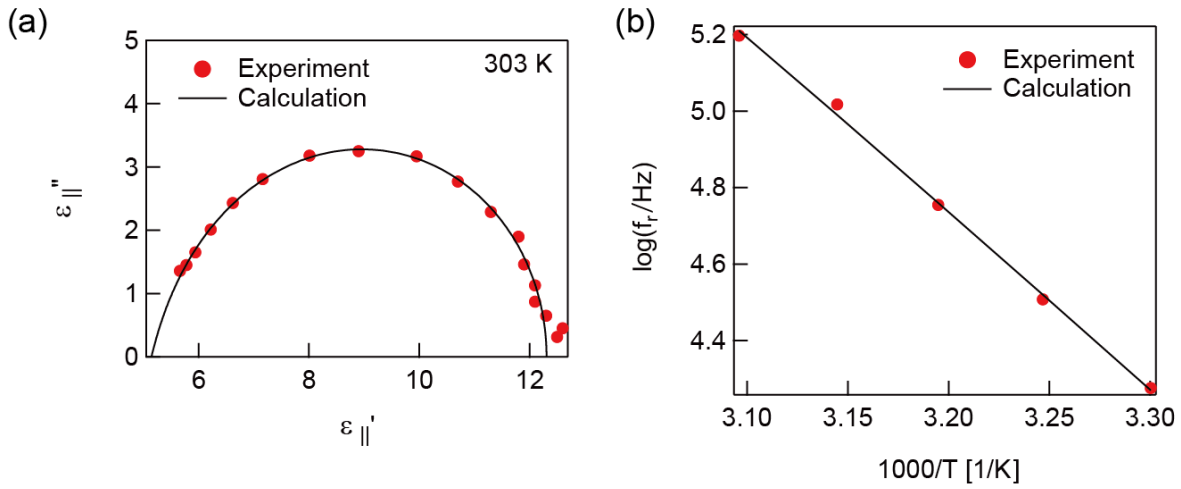 (a)
5
4
3
2
1
0
ε||''
Experiment
Calculation
303 K
6
8
10
12
ε||'
(b)
5.2
5.0
4.8
4.6
4.4
log(fr/Hz)
Experiment
Calculation
3.10
3.15
3.20
3.25
3.30
1000/T [1/K]